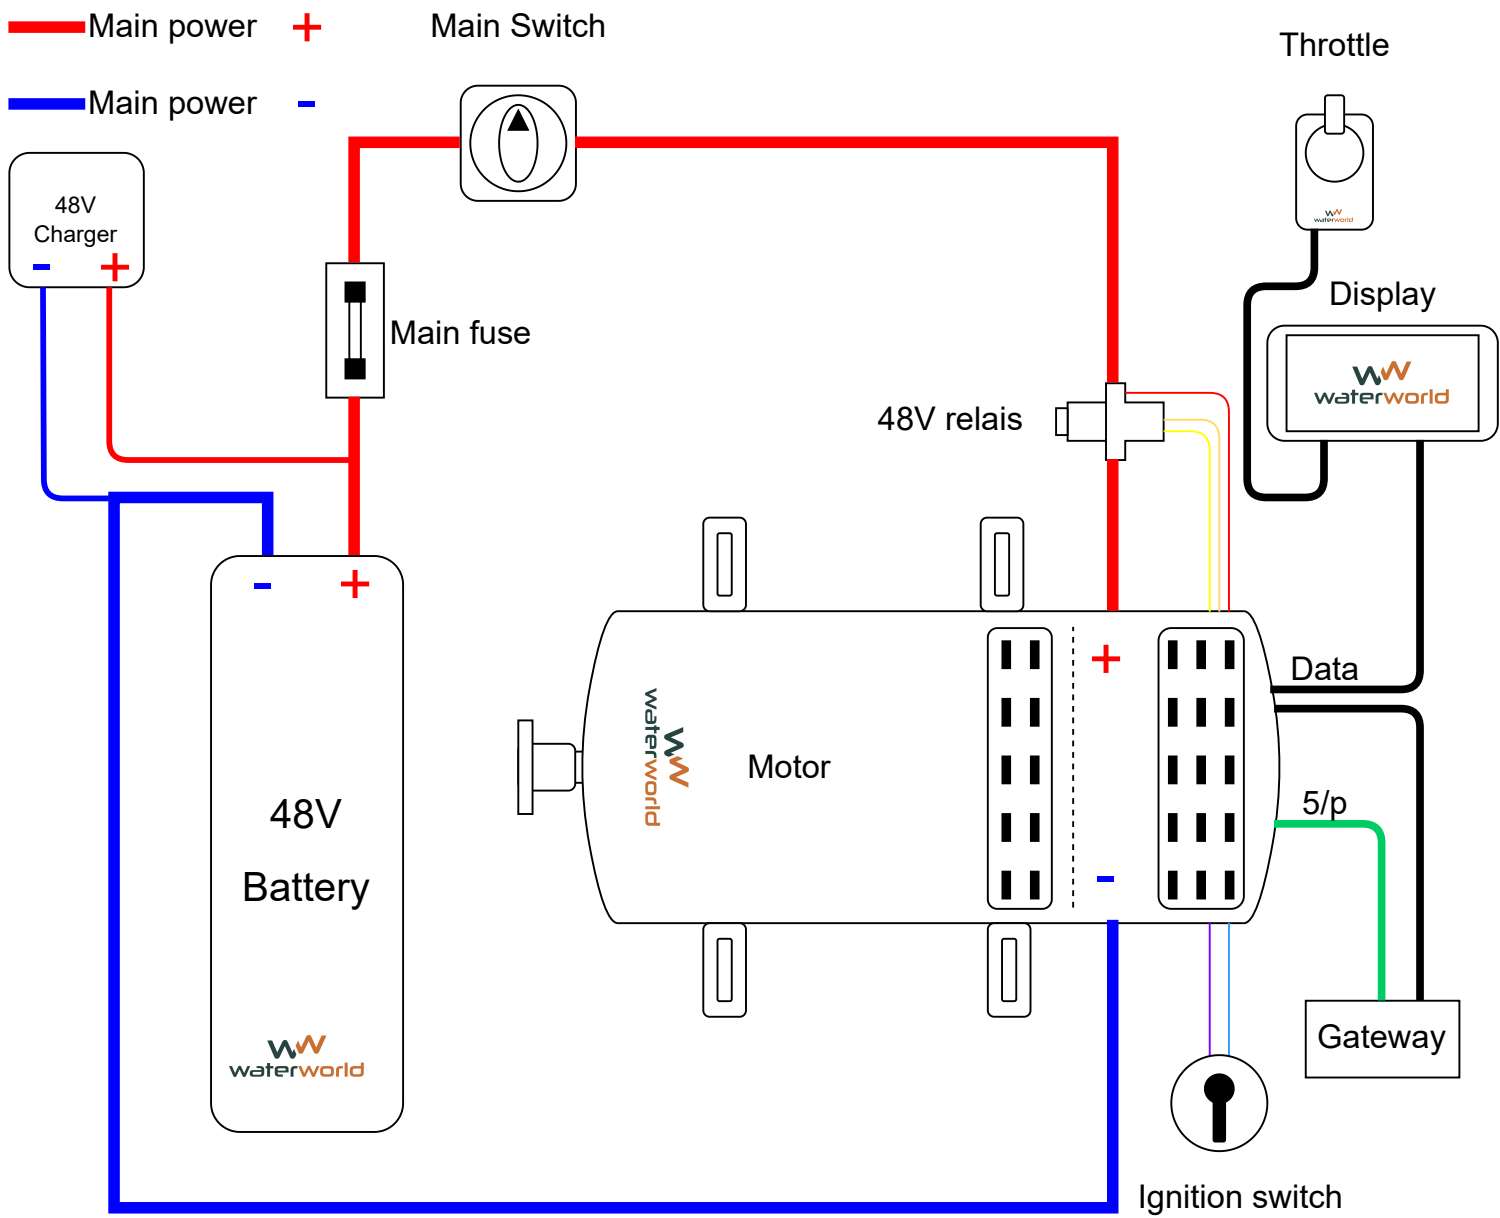 Main power +
Main Switch
Main power -
Throttle
48V
Charger
- +
waterworld
Display
Main fuse
waterworld
48V relais
- +
+
Data
waterworld
Motor
5/p
48V
-
Battery
Gateway
waterworld
Ignition switch